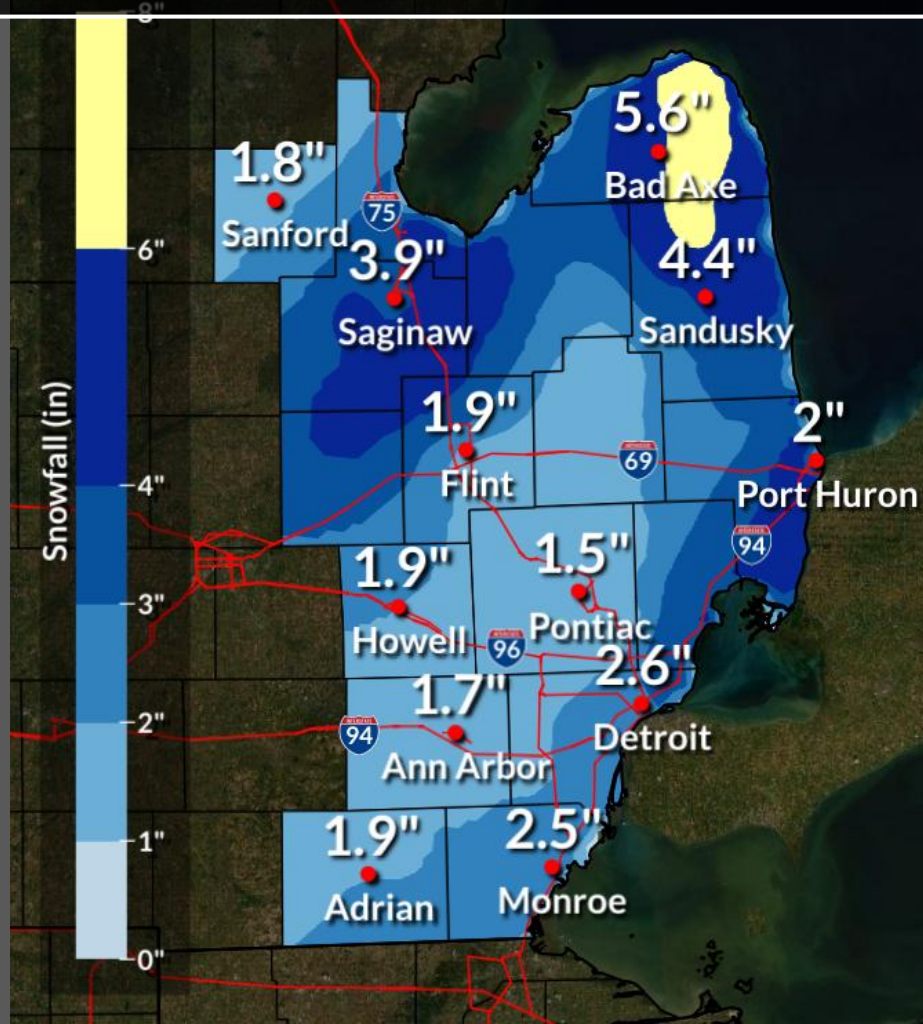 8"
6"
4"
3"
2"
1"
0"
Snowfall (in)
5.6"
Bad Axe
1.8"
Sanford
75
3.9"
Saginaw
4.4"
Sandusky
1.9"
Flint
69
2"
Port Huron
94
1.9"
Howell
1.5"
Pontiac
96
2.6"
Detroit
1.7"
Ann Arbor
94
1.9"
Adrian
2.5"
Monroe